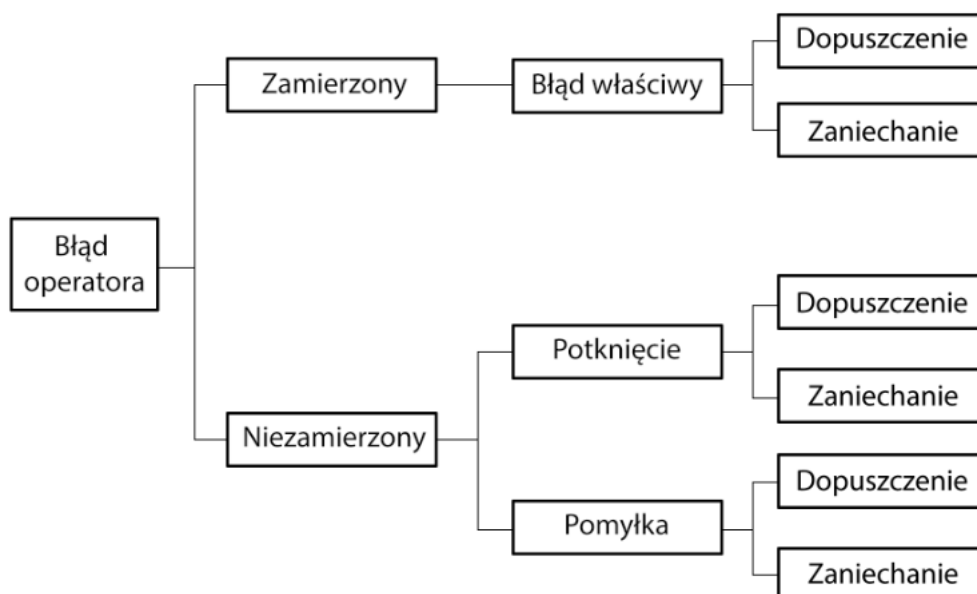 Dopuszczenie
Zamierzony
Błąd właściwy
Zaniechanie
Błąd
operatora
Dopuszczenie
Potknięcie
Zaniechanie
Niezamierzony
Dopuszczenie
Pomyłka
Zaniechanie